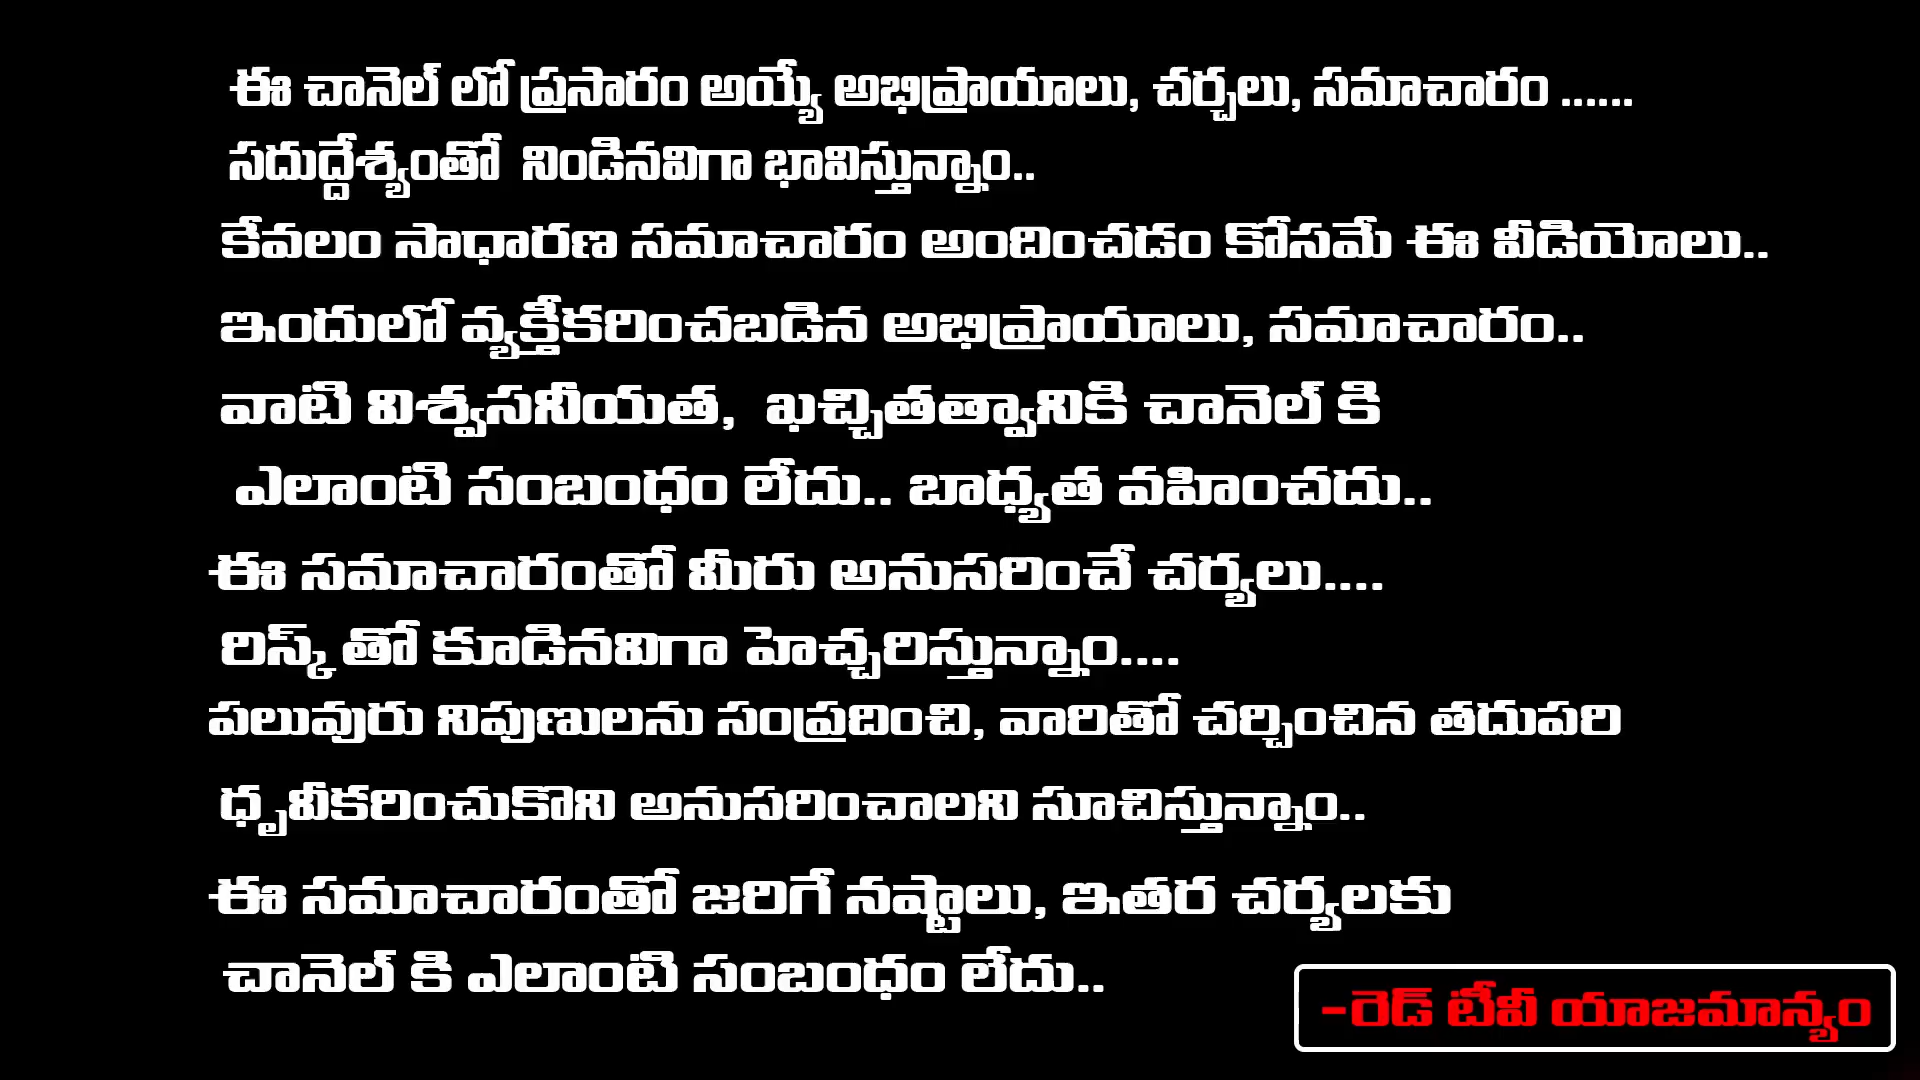 ఈ చానెల్ లో ప్రసారం అయ్యే అభిప్రాయాలు, చర్చలు, సమాచారం ......
సదుద్దేశ్యంతో నిండినవిగా భావిస్తున్నాం..
కేవలం సాధారణ సమాచారం అందించడం కోసమే ఈ వీడియోలు..
ఇందులో వ్యక్తీకరించబడిన అభిప్రాయాలు, సమాచారం..
వాటి విశ్వసనీయత, ఖచ్చితత్వానికి చానెల్ కి
ఎలాంటి సంబంధం లేదు.. బాధ్యత వహించదు..
ఈ సమాచారంతో మీరు అనుసరించే చర్యలు....
రిస్క్ తో కూడినవిగా హెచ్చరిస్తున్నాం....
పలువురు నిపుణులను సంప్రదించి, వారితో చర్చించిన తదుపరి
ధృవీకరించుకొని అనుసరించాలని సూచిస్తున్నాం..
ఈ సమాచారంతో జరిగే నష్టాలు, ఇతర చర్యలకు
చానెల్ కి ఎలాంటి సంబంధం లేదు..
-రెడ్ టీవీ యాజమాన్యం